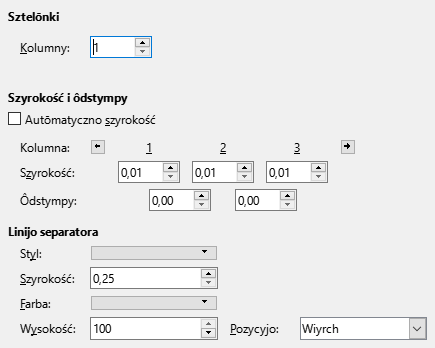 Sztelōnki
Kolumny: 1
Szyrokość i ôdstympy
Autōmatyczno szyrokość
Kolumna: 1 2 3
Szyrokość: 0,01 0,01 0,01
Ôdstympy: 0,00 0,00
Linijo separatora
Styl:
Szyrokość: 0,25
Farba:
Wysokość: 100 Pozycyjo: Wiyrch